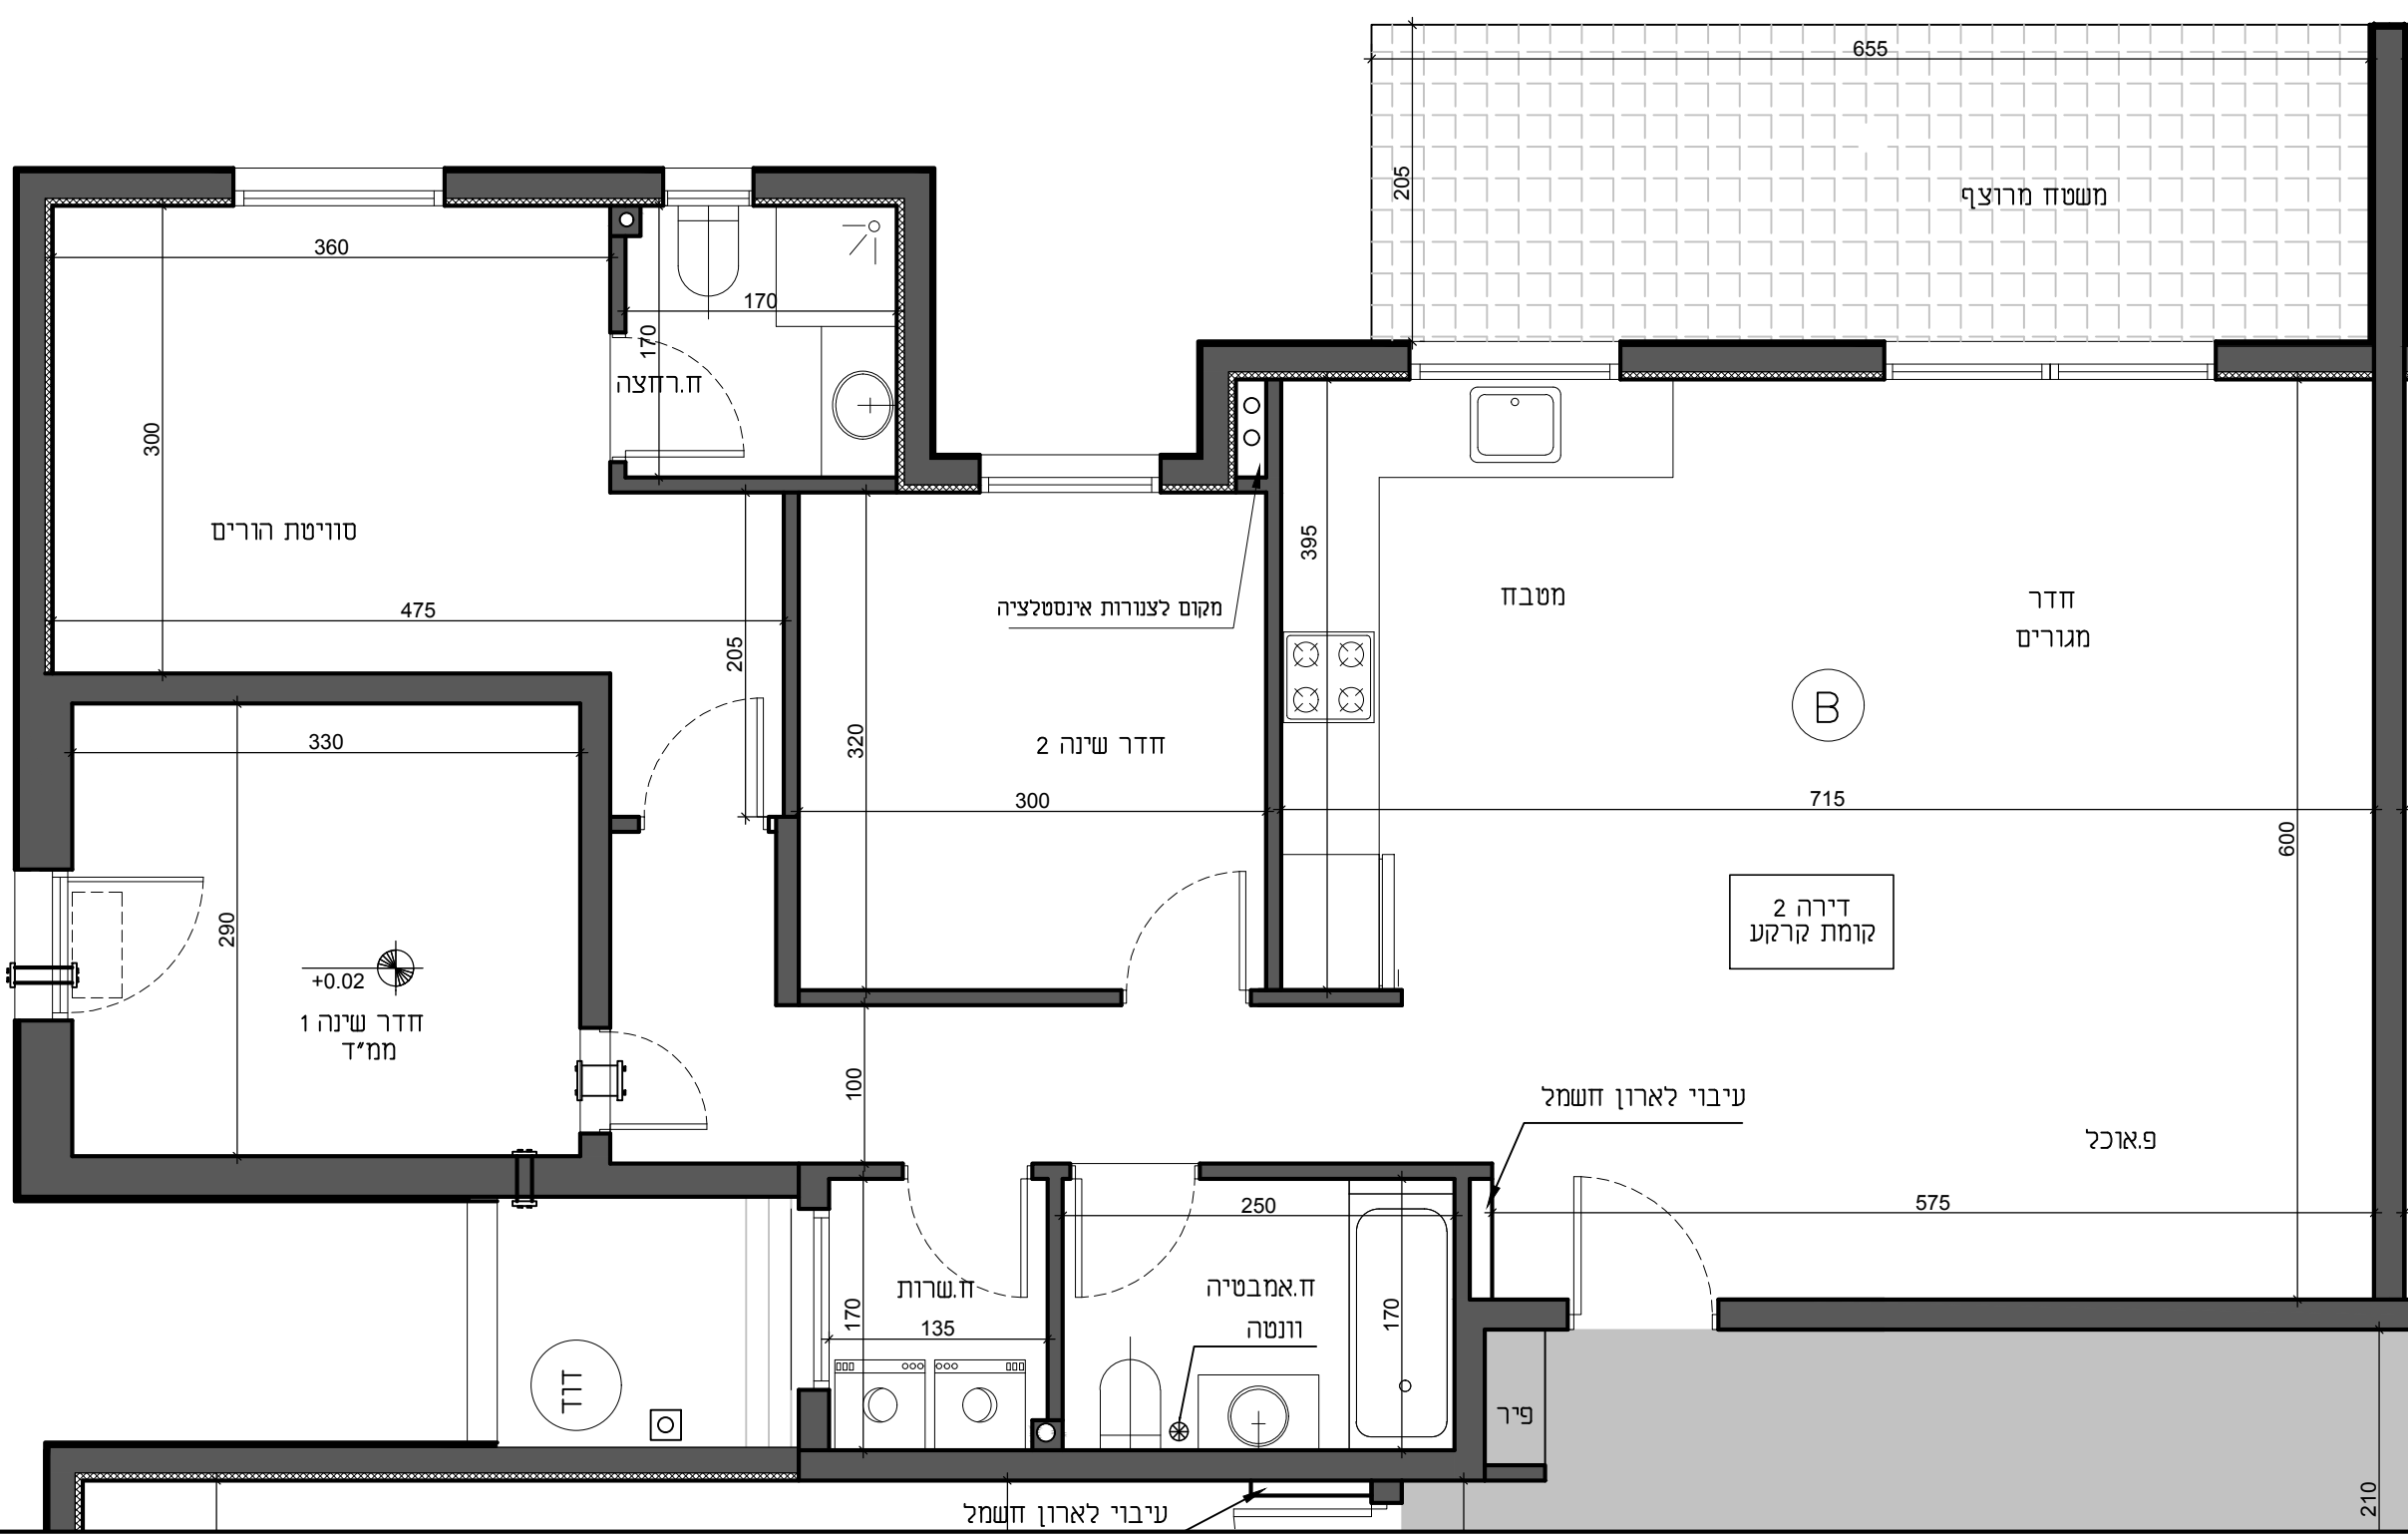 655
205
משטח מרוצף
360
170
170
ח.רחצה
300
סוויטת הורים
475
205
395
מקום לצנורות אינסטלציה
מטבח
חדר
מגורים
B
330
320
חדר שינה 2
300
715
600
דירה 2
קומת קרקע
290
+0.02
חדר שינה 1
ממ״ד
100
עיבוי לארון חשמל
פ.אוכל
250
575
ח.שרות
170
135
ח.אמבטיה
וונטה
170
דוד
פיר
עיבוי לארון חשמל
210